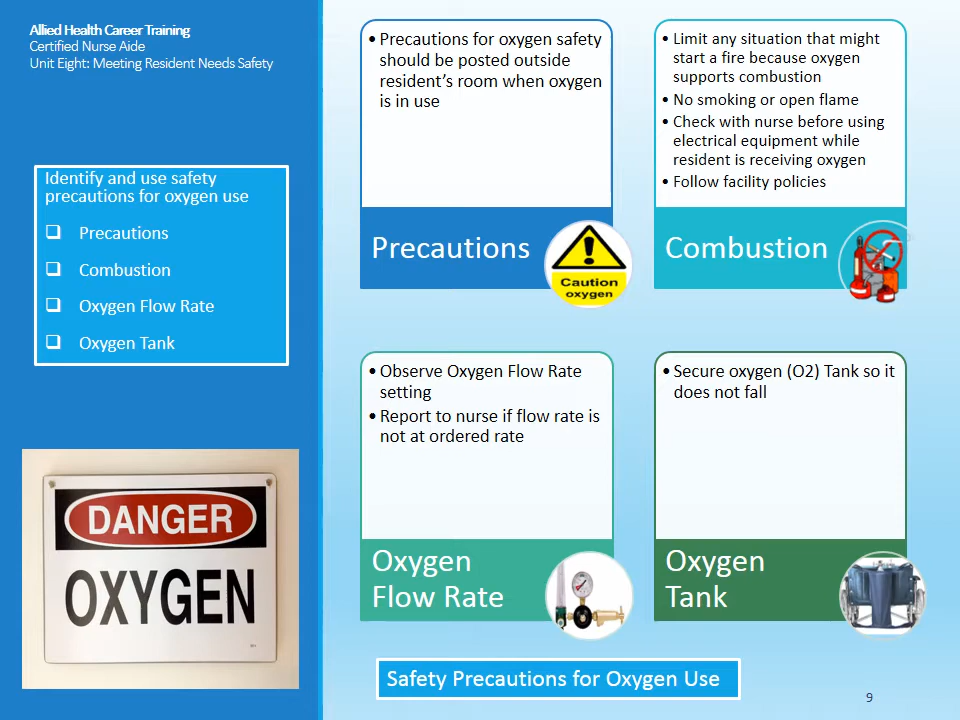 Allied Health Career Training
Certified Nurse Aide
Unit Eight: Meeting Resident Needs Safety
Identify and use safety
precautions for oxygen use
❑ Precautions
❑ Combustion
❑ Oxygen Flow Rate
❑ Oxygen Tank
DANGER
OXYGEN
• Precautions for oxygen safety
should be posted outside
resident's room when oxygen
is in use
Precautions
Caution
oxygen
• Limit any situation that might
start a fire because oxygen
supports combustion
• No smoking or open flame
• Check with nurse before using
electrical equipment while
resident is receiving oxygen
• Follow facility policies
Combustion
• Observe Oxygen Flow Rate
setting
• Report to nurse if flow rate is
not at ordered rate
Oxygen
Flow Rate
• Secure oxygen (O2) Tank so it
does not fall
Oxygen
Tank
Safety Precautions for Oxygen Use
9